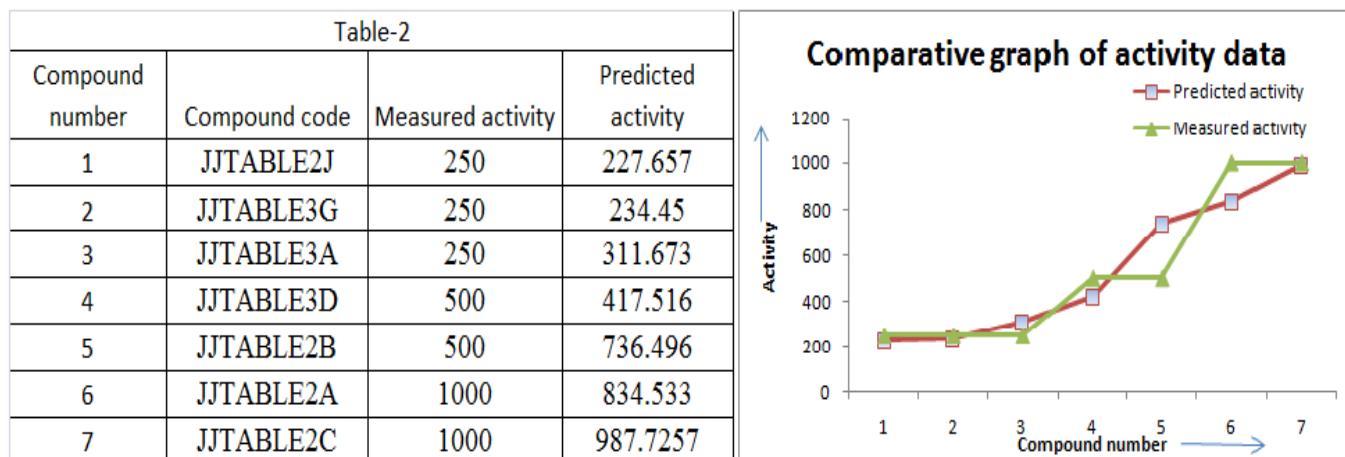 Table-2
Compound number Compound code Measured activity Predicted activity
1 JJTABLE2J 250 227.657
2 JJTABLE3G 250 234.45
3 JJTABLE3A 250 311.673
4 JJTABLE3D 500 417.516
5 JJTABLE2B 500 736.496
6 JJTABLE2A 1000 834.533
7 JJTABLE2C 1000 987.7257
Comparative graph of activity data
Predicted activity
Measured activity
1200
1000
800
600
400
200
0
Activity
1 2 3 4 5 6 7
Compound number